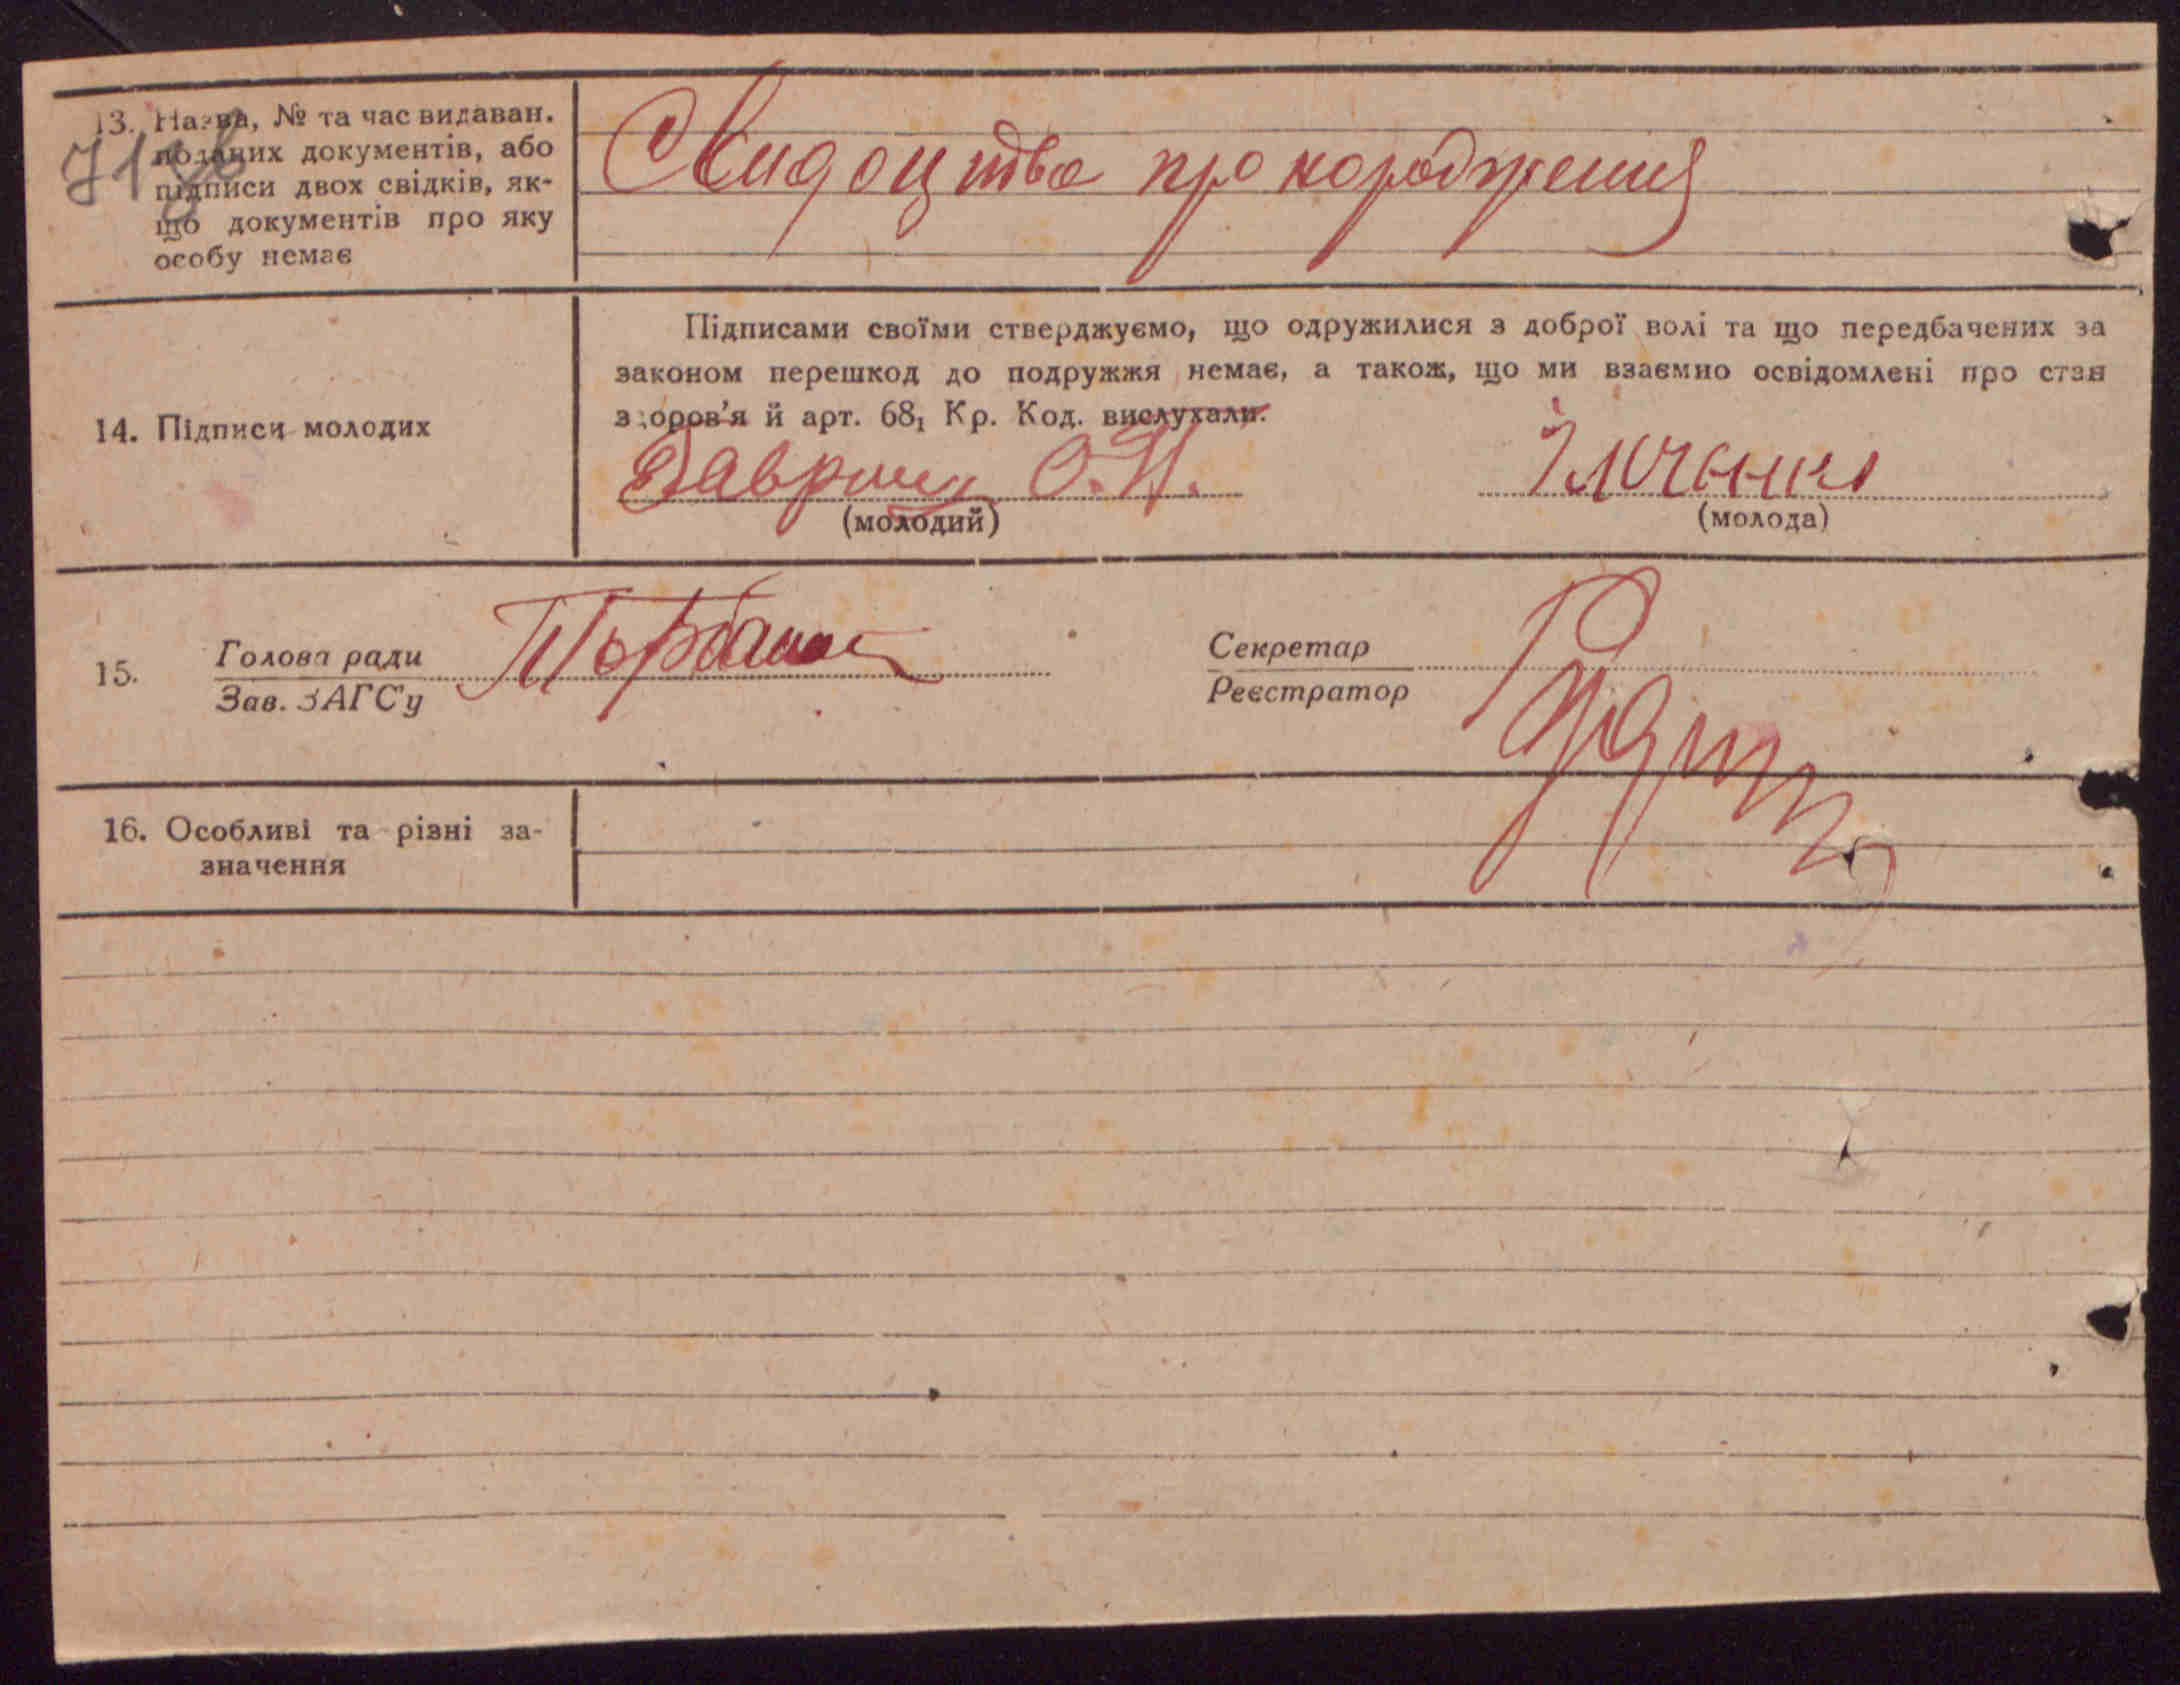 13. Назва, № та час видаван.
поданих документів, або
підписи двох свідків, як-
що документів про яку
особу немає
71 зв
Свидоцтво про народження
Підписами своїми стверджуємо, що одружилися з доброї волі та що передбачених за
законом перешкод до подружжя немає, а також, що ми взаємно освідомлені про стан
здоров'я й арт. 68₁ Кр. Код. вислухали.
14. Підписи молодих
О.И.
(молодий)
(молода)
15.
Голова ради
Зав. ЗАГС'у
Секретар
Реєстратор
16. Особливі та різні за-
значення